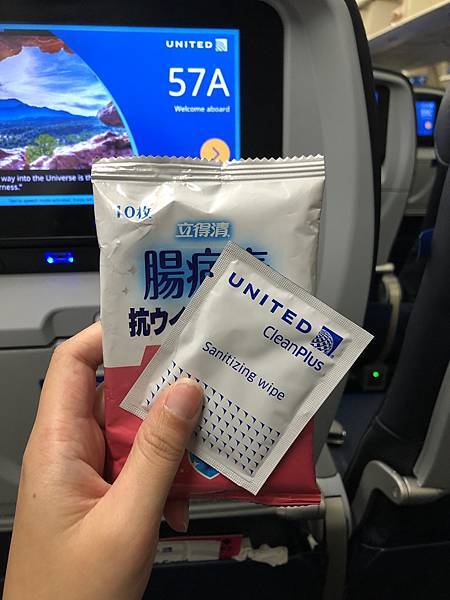 UNITED
57A
Welcome aboard
way into the Universe is th
10枚
立得清
腸病毒
抗ウイ
UNITED
CleanPlus
Sanitizing wipe